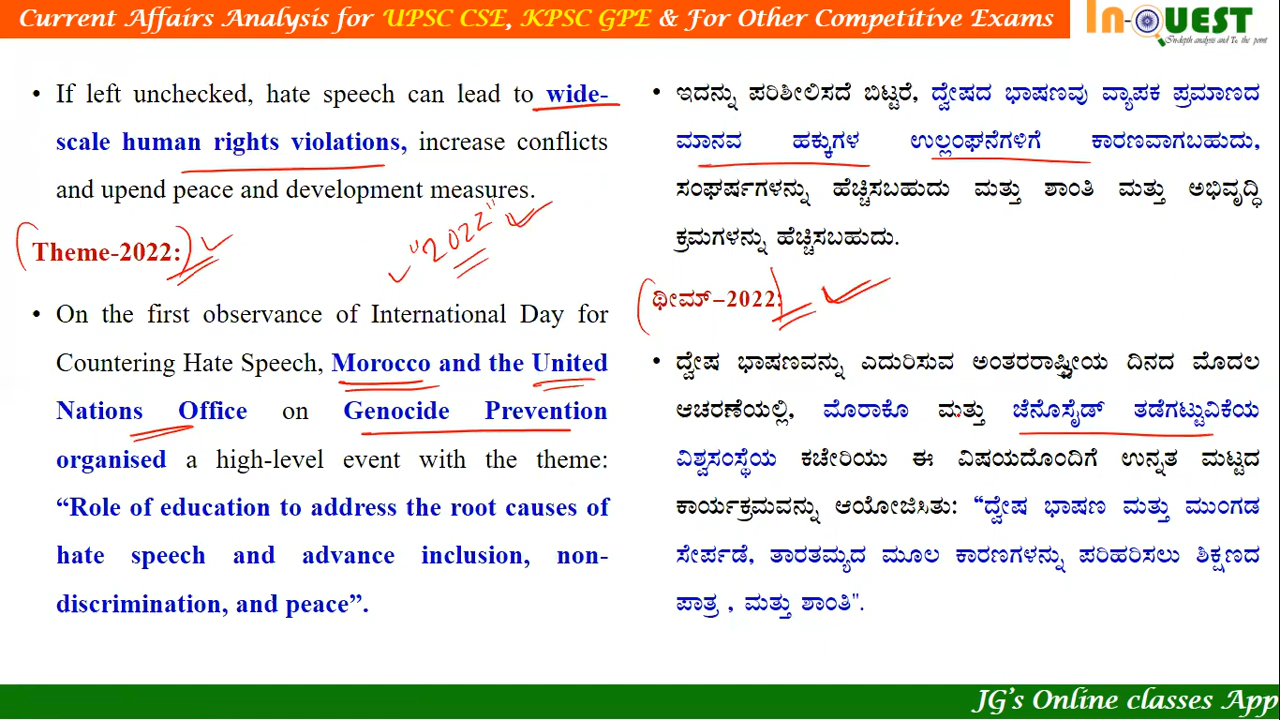 Current Affairs Analysis for UPSC CSE, KPSC GPE & For Other Competitive Exams
In-QUEST
In-depth analysis and To the point
• If left unchecked, hate speech can lead to wide-
scale human rights violations, increase conflicts
and upend peace and development measures.
Theme-2022:
"2022"
• On the first observance of International Day for
Countering Hate Speech, Morocco and the United
Nations Office on Genocide Prevention
organised a high-level event with the theme:
“Role of education to address the root causes of
hate speech and advance inclusion, non-
discrimination, and peace”.
• ಇದನ್ನು ಪರಿಶೀಲಿಸದೆ ಬಿಟ್ಟರೆ, ದ್ವೇಷದ ಭಾಷಣವು ವ್ಯಾಪಕ ಪ್ರಮಾಣದ
ಮಾನವ ಹಕ್ಕುಗಳ ಉಲ್ಲಂಘನೆಗಳಿಗೆ ಕಾರಣವಾಗಬಹುದು,
ಸಂಘರ್ಷಗಳನ್ನು ಹೆಚ್ಚಿಸಬಹುದು ಮತ್ತು ಶಾಂತಿ ಮತ್ತು ಅಭಿವೃದ್ಧಿ
ಕ್ರಮಗಳನ್ನು ಹೆಚ್ಚಿಸಬಹುದು.
ಥೀಮ್-2022:
• ದ್ವೇಷ ಭಾಷಣವನ್ನು ಎದುರಿಸುವ ಅಂತರರಾಷ್ಟ್ರೀಯ ದಿನದ ಮೊದಲ
ಆಚರಣೆಯಲ್ಲಿ, ಮೊರಾಕೊ ಮತ್ತು ಜೆನೊಸೈಡ್ ತಡೆಗಟ್ಟುವಿಕೆಯ
ವಿಶ್ವಸಂಸ್ಥೆಯ ಕಚೇರಿಯು ಈ ವಿಷಯದೊಂದಿಗೆ ಉನ್ನತ ಮಟ್ಟದ
ಕಾರ್ಯಕ್ರಮವನ್ನು ಆಯೋಜಿಸಿತು: “ದ್ವೇಷ ಭಾಷಣ ಮತ್ತು ಮುಂಗಡ
ಸೇರ್ಪಡೆ, ತಾರತಮ್ಯದ ಮೂಲ ಕಾರಣಗಳನ್ನು ಪರಿಹರಿಸಲು ಶಿಕ್ಷಣದ
ಪಾತ್ರ , ಮತ್ತು ಶಾಂತಿ".
JG's Online classes App